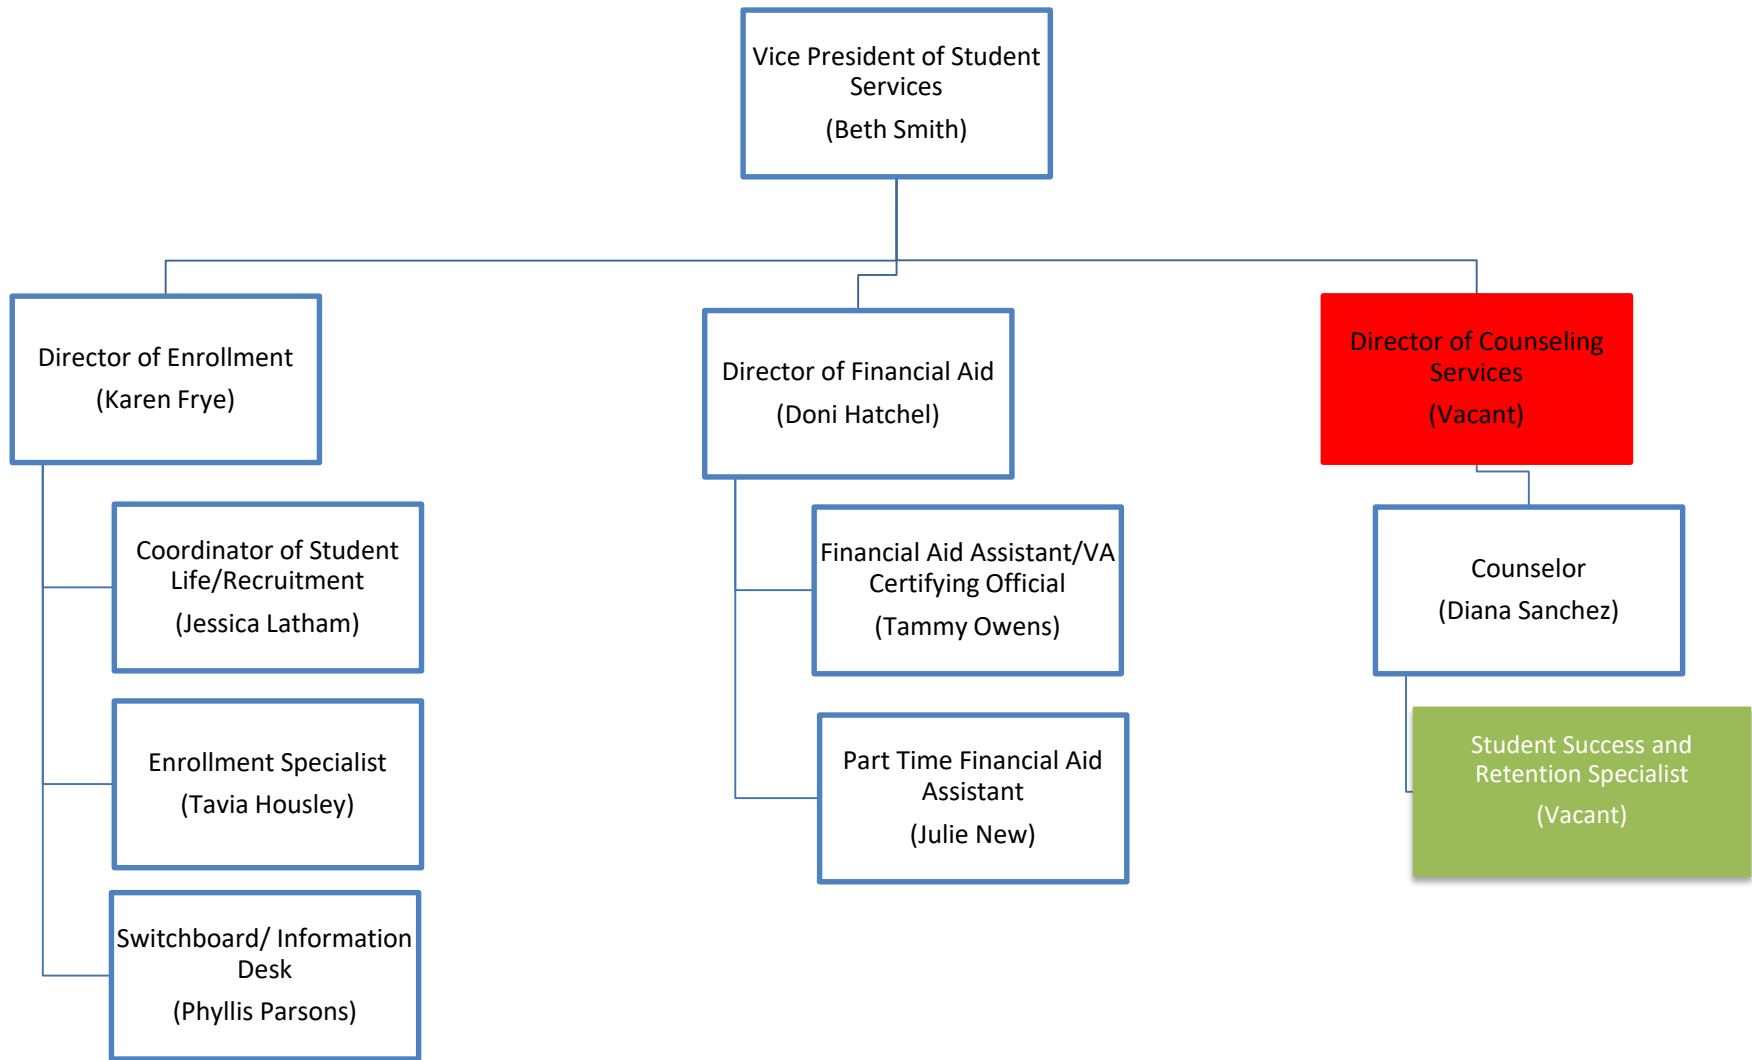 Vice President of Student
Services
(Beth Smith)
Director of Enrollment
(Karen Frye)
Director of Financial Aid
(Doni Hatchel)
Director of Counseling
Services
(Vacant)
Coordinator of Student
Life/Recruitment
(Jessica Latham)
Financial Aid Assistant/VA
Certifying Official
(Tammy Owens)
Counselor
(Diana Sanchez)
Enrollment Specialist
(Tavia Housley)
Part Time Financial Aid
Assistant
(Julie New)
Student Success and
Retention Specialist
(Vacant)
Switchboard/ Information
Desk
(Phyllis Parsons)